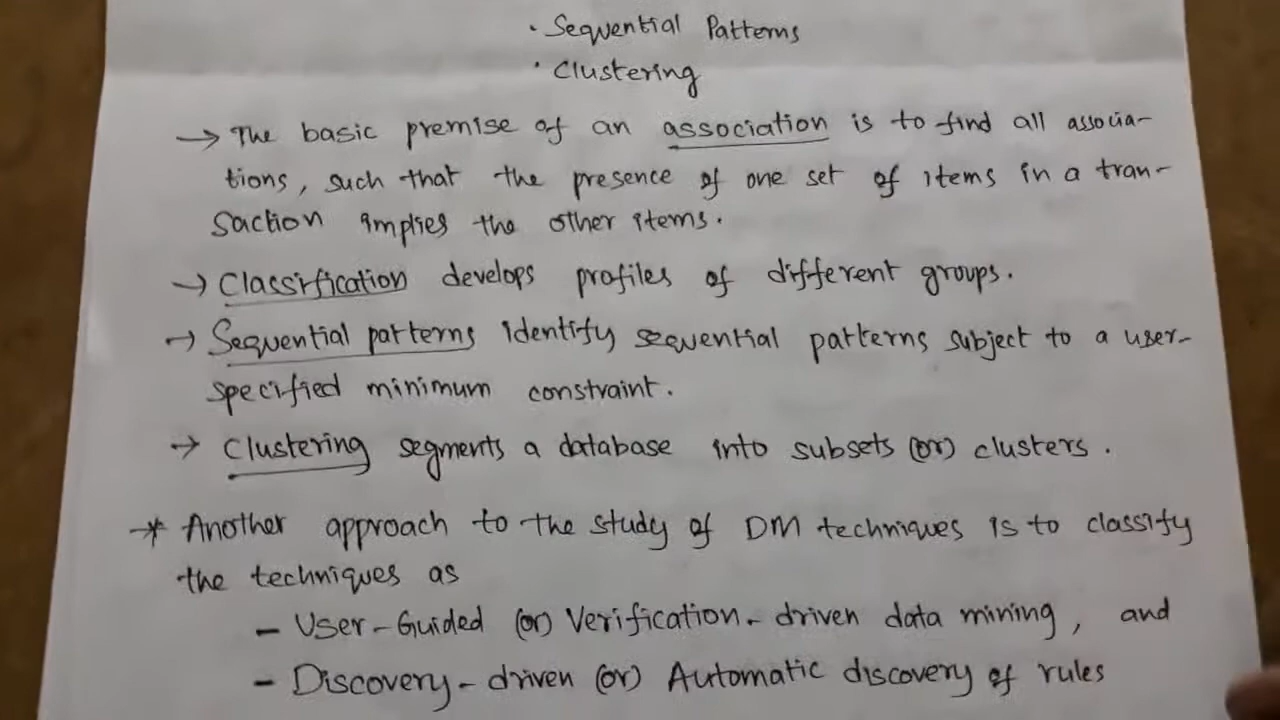 · Sequential Patterns
· Clustering
→ The basic premise of an association is to find all associa-
tions, such that the presence of one set of items in a tran-
saction implies the other items.
→ Classification develops profiles of different groups.
→ Sequential patterns identify sequential patterns subject to a user-
specified minimum constraint.
→ Clustering segments a database into subsets (or) clusters.
* Another approach to the study of DM techniques is to classify
the techniques as
- User-Guided (or) Verification-driven data mining, and
- Discovery-driven (or) Automatic discovery of rules